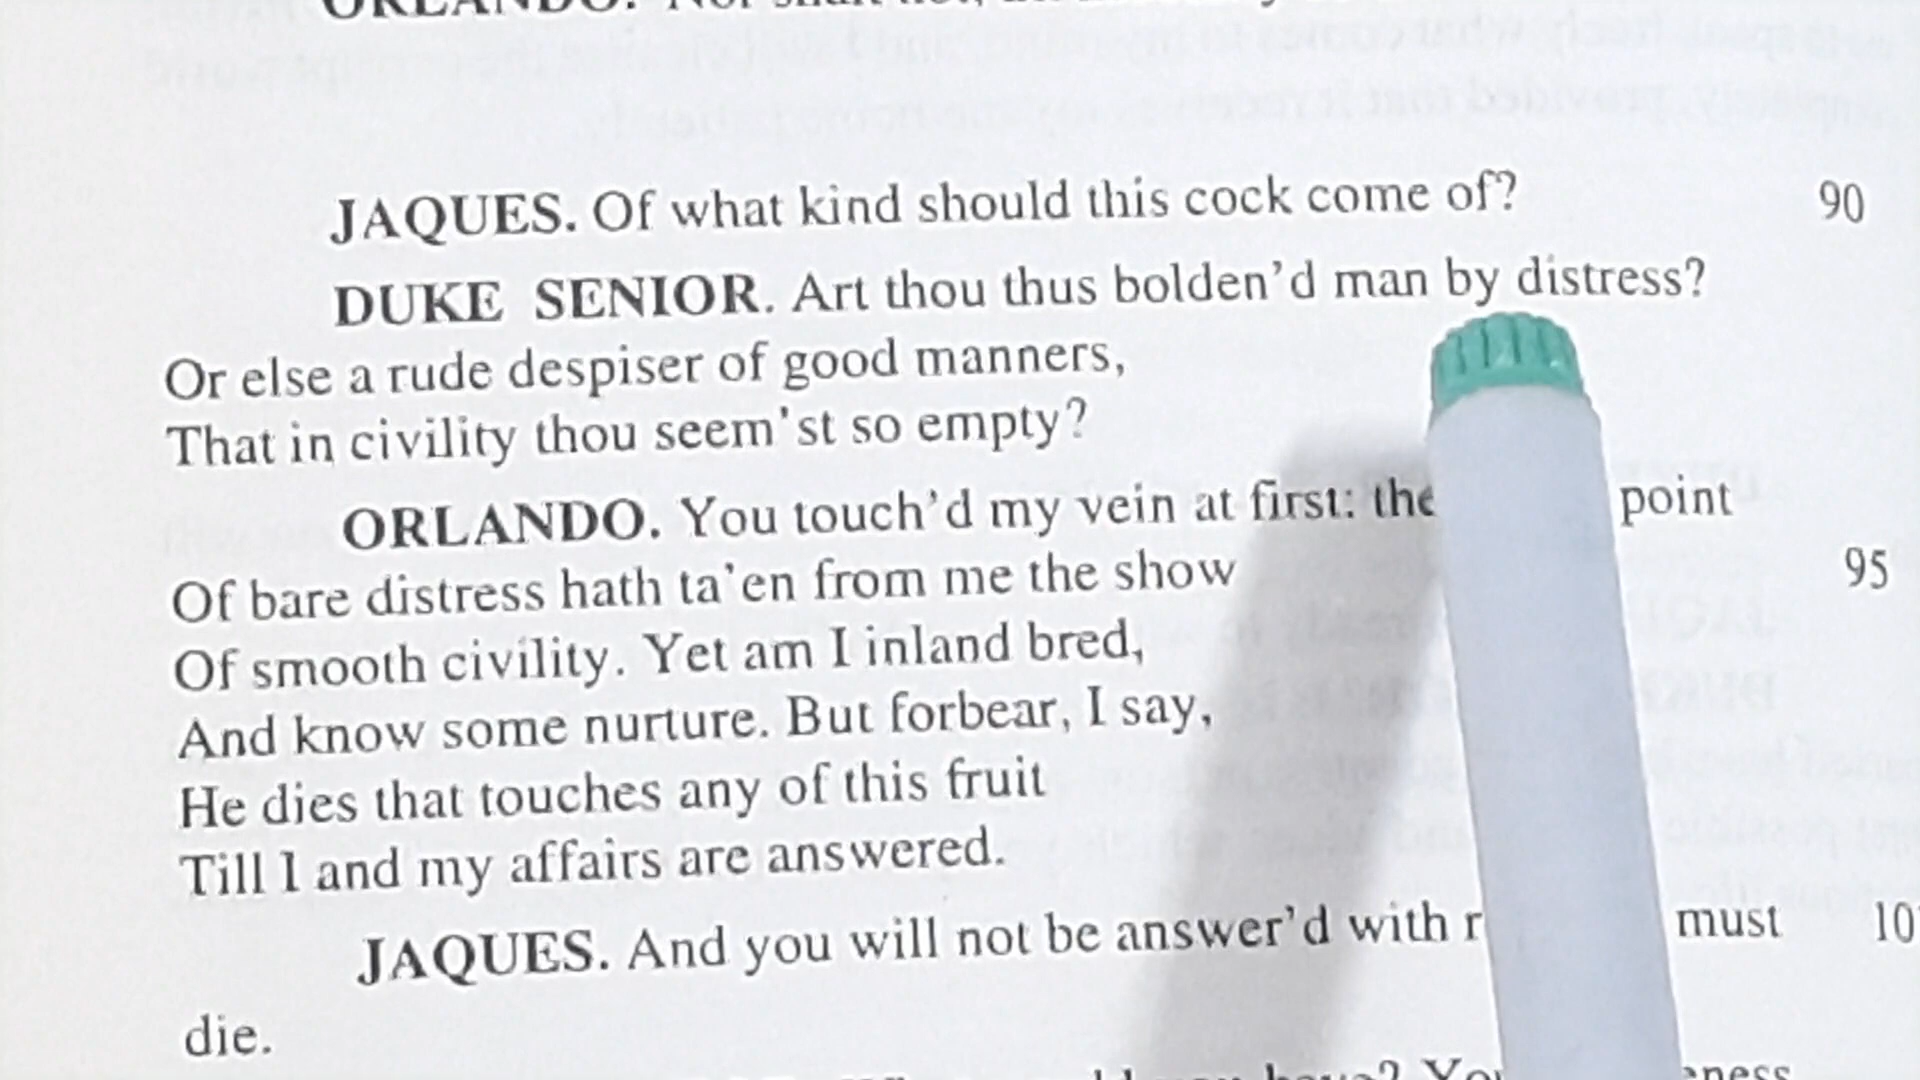 ORLANDO.
JAQUES. Of what kind should this cock come of? 90
DUKE SENIOR. Art thou thus bolden'd man by distress?
Or else a rude despiser of good manners,
That in civility thou seem'st so empty?
ORLANDO. You touch'd my vein at first: the point
Of bare distress hath ta'en from me the show 95
Of smooth civility. Yet am I inland bred,
And know some nurture. But forbear, I say,
He dies that touches any of this fruit
Till I and my affairs are answered.
JAQUES. And you will not be answer'd with must
die.